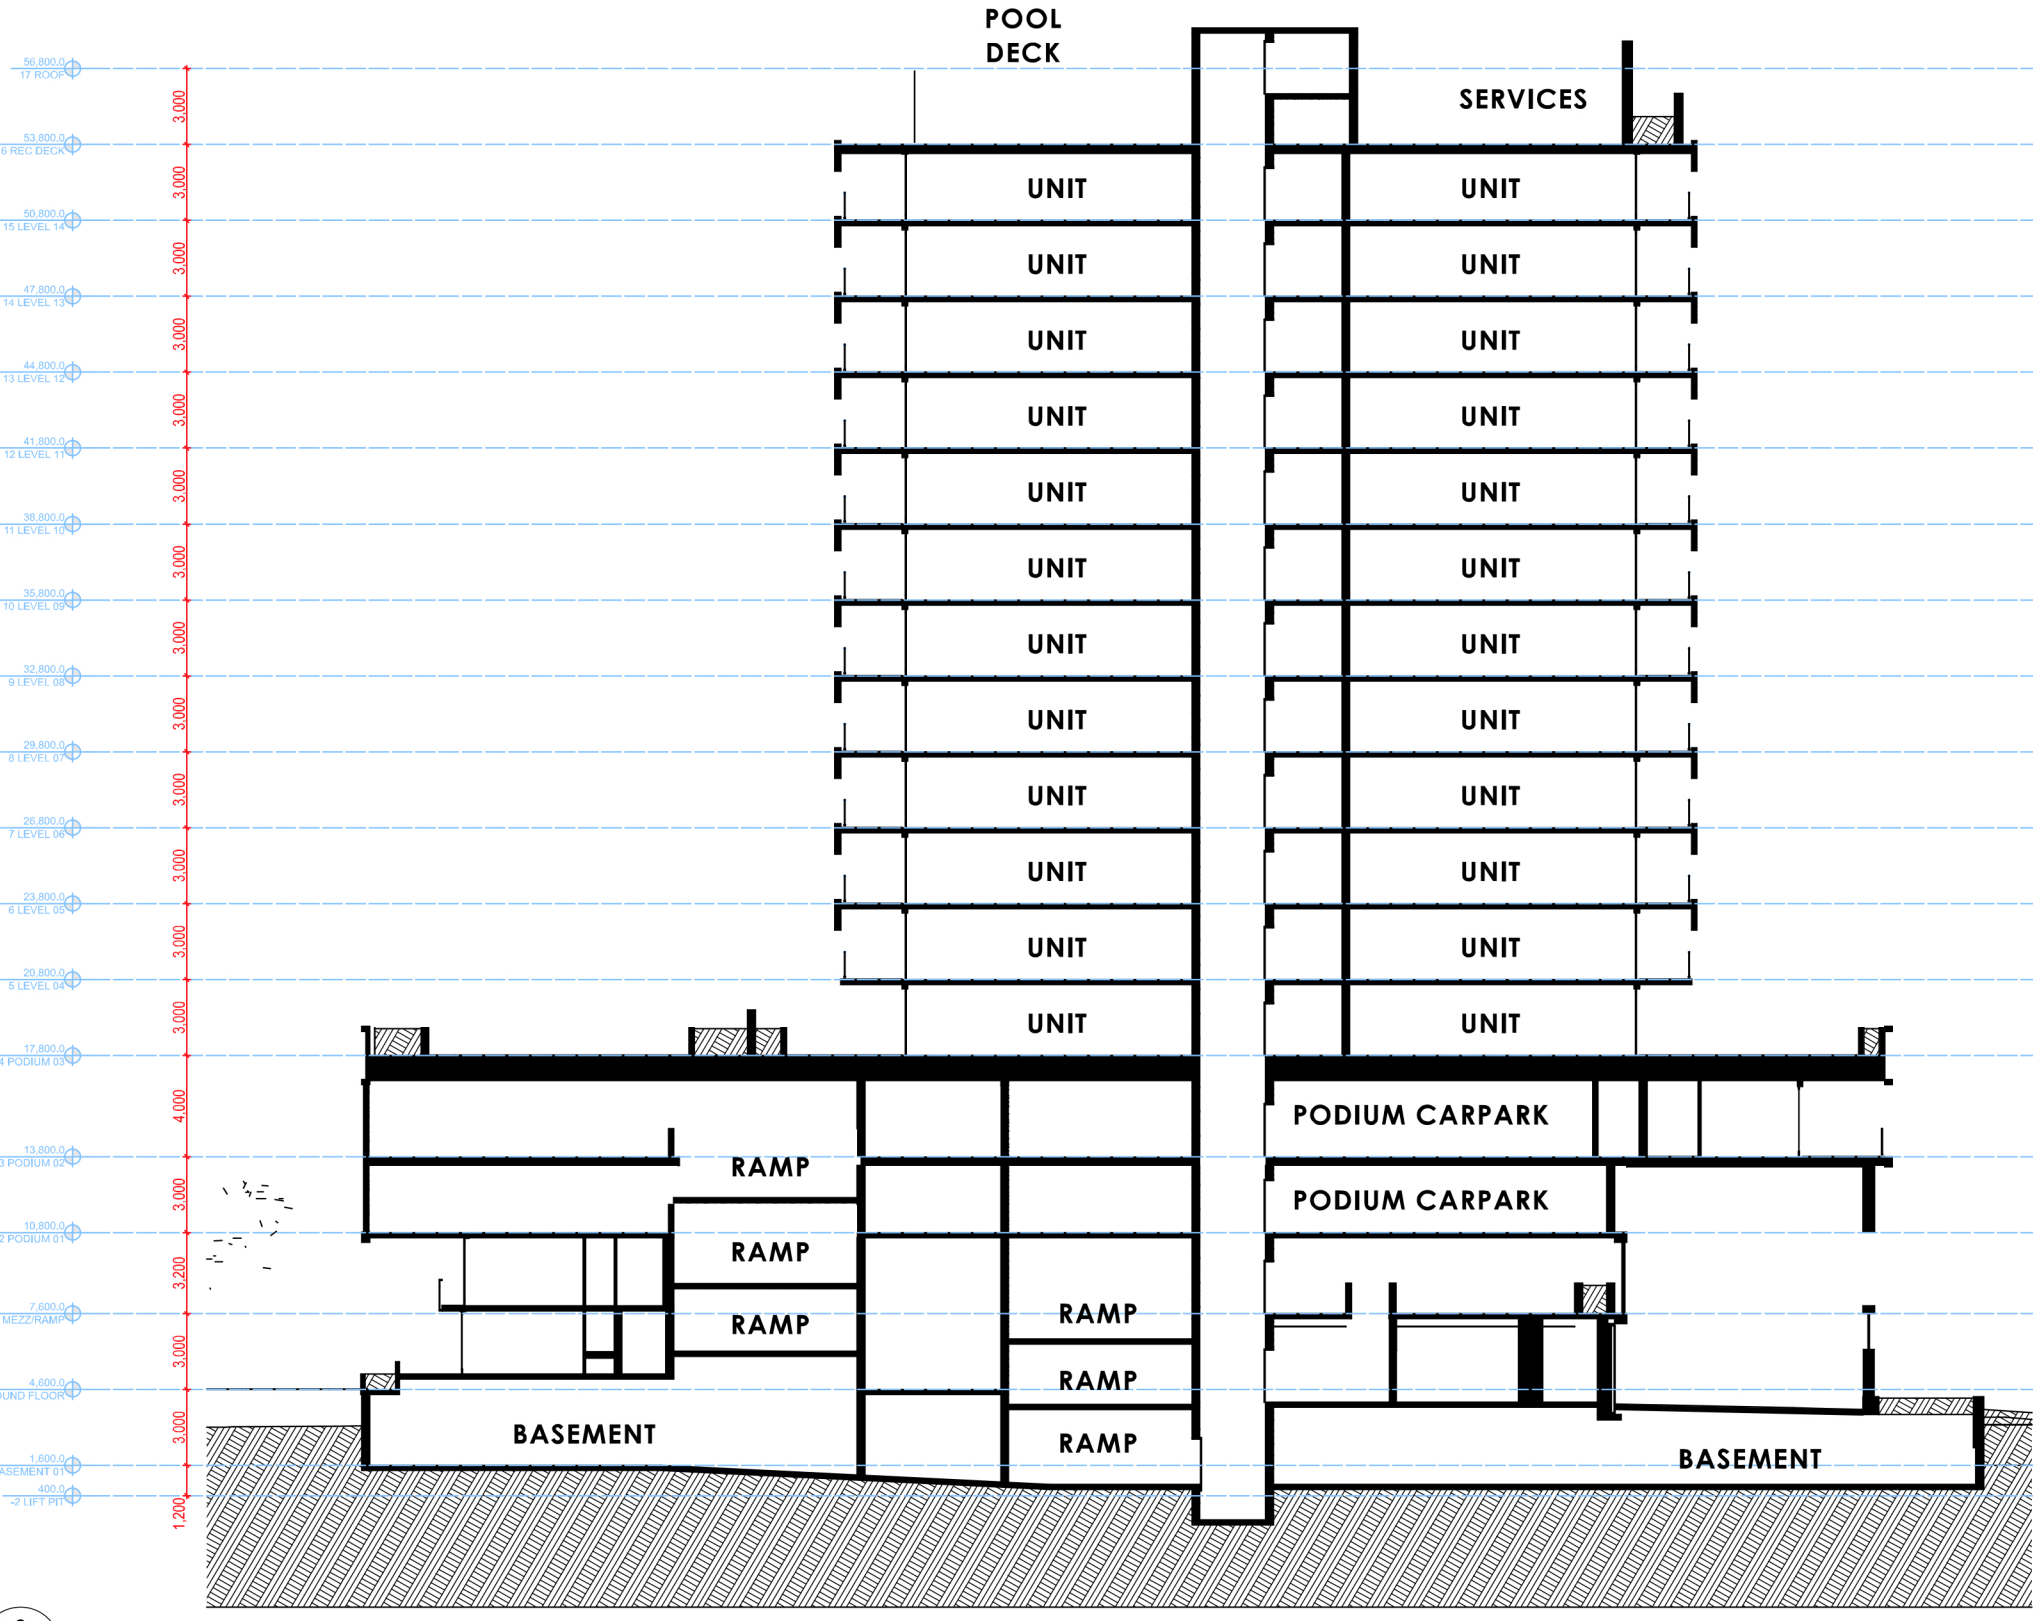 POOL
DECK
56,800.0
17 ROOF
3,000
SERVICES
53,800.0
6 REC DECK
3,000
UNIT UNIT
50,800.0
15 LEVEL 14
3,000
UNIT UNIT
47,800.0
14 LEVEL 13
3,000
UNIT UNIT
44,800.0
13 LEVEL 12
3,000
UNIT UNIT
41,800.0
12 LEVEL 11
3,000
UNIT UNIT
38,800.0
11 LEVEL 10
3,000
UNIT UNIT
35,800.0
10 LEVEL 09
3,000
UNIT UNIT
32,800.0
9 LEVEL 08
3,000
UNIT UNIT
29,800.0
8 LEVEL 07
3,000
UNIT UNIT
26,800.0
7 LEVEL 06
3,000
UNIT UNIT
23,800.0
6 LEVEL 05
3,000
UNIT UNIT
20,800.0
5 LEVEL 04
3,000
UNIT UNIT
17,800.0
4 PODIUM 03
4,000
PODIUM CARPARK
13,800.0
3 PODIUM 02
RAMP
3,000
PODIUM CARPARK
10,800.0
2 PODIUM 01
RAMP
3,200
7,600.0
MEZZ/RAMP
RAMP
RAMP
3,000
RAMP
4,600.0
UND FLOOR
3,000
BASEMENT
RAMP
BASEMENT
1,600.0
ASEMENT 01
400.0
-2 LIFT PIT
1,200